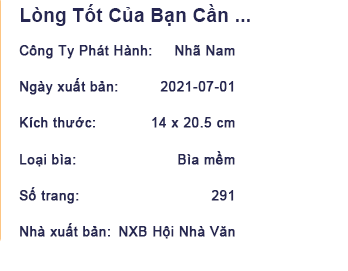 Lòng Tốt Của Bạn Cần ...
Công Ty Phát Hành: Nhã Nam
Ngày xuất bản: 2021-07-01
Kích thước: 14 x 20.5 cm
Loại bìa: Bìa mềm
Số trang: 291
Nhà xuất bản: NXB Hội Nhà Văn